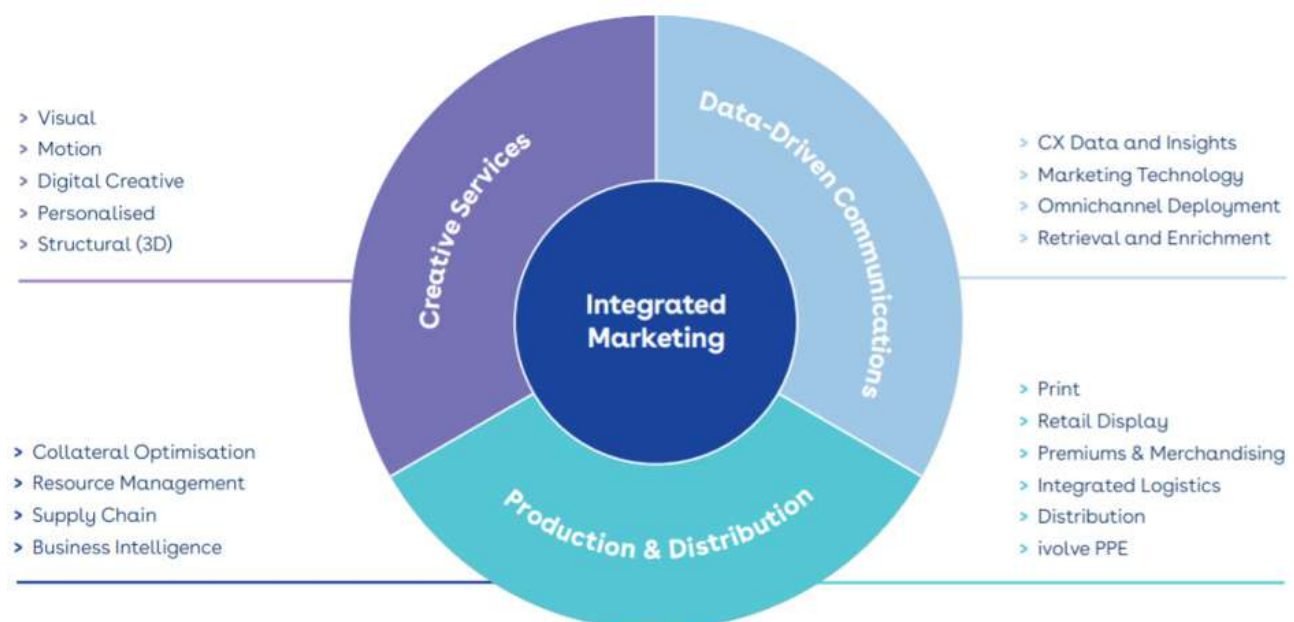 > Visual
> Motion
> Digital Creative
> Personalised
> Structural (3D)
Creative Services
Data-Driven Communications
> CX Data and Insights
> Marketing Technology
> Omnichannel Deployment
> Retrieval and Enrichment
Integrated
Marketing
> Collateral Optimisation
> Resource Management
> Supply Chain
> Business Intelligence
Production & Distribution
> Print
> Retail Display
> Premiums & Merchandising
> Integrated Logistics
> Distribution
> ivolve PPE